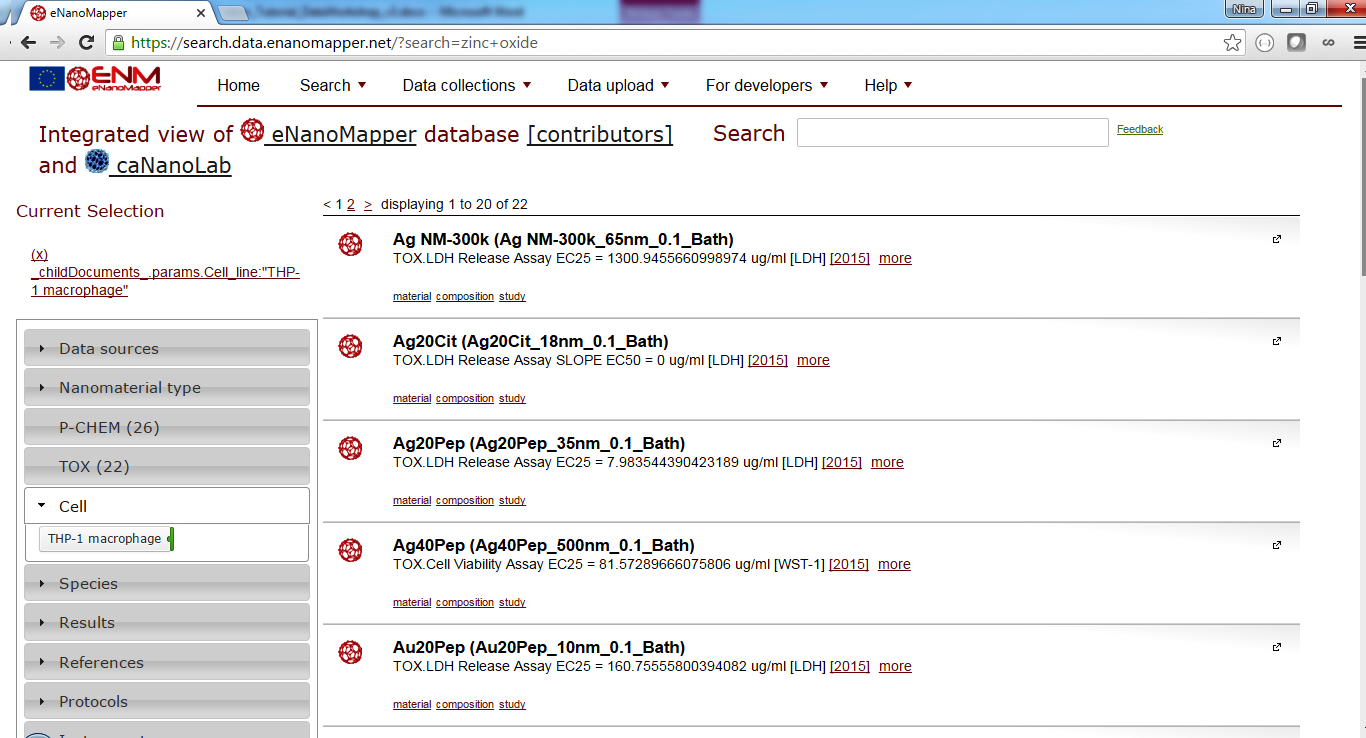 eNanoMapper
Nina
https://search.data.enanomapper.net/?search=zinc+oxide
ENM
eNanoMapper
Home Search Data collections Data upload For developers Help
Integrated view of eNanoMapper database [contributors]
and caNanoLab
Search
Feedback
Current Selection
(x)
_childDocuments_.params.Cell_line:"THP-
1 macrophage"
Data sources
Nanomaterial type
P-CHEM (26)
TOX (22)
Cell
THP-1 macrophage
Species
Results
References
Protocols
< 1 2 > displaying 1 to 20 of 22
Ag NM-300k (Ag NM-300k_65nm_0.1_Bath)
TOX.LDH Release Assay EC25 = 1300.9455660998974 ug/ml [LDH] [2015] more
material composition study
Ag20Cit (Ag20Cit_18nm_0.1_Bath)
TOX.LDH Release Assay SLOPE EC50 = 0 ug/ml [LDH] [2015] more
material composition study
Ag20Pep (Ag20Pep_35nm_0.1_Bath)
TOX.LDH Release Assay EC25 = 7.983544390423189 ug/ml [LDH] [2015] more
material composition study
Ag40Pep (Ag40Pep_500nm_0.1_Bath)
TOX.Cell Viability Assay EC25 = 81.57289666075806 ug/ml [WST-1] [2015] more
material composition study
Au20Pep (Au20Pep_10nm_0.1_Bath)
TOX.LDH Release Assay EC25 = 160.75555800394082 ug/ml [LDH] [2015] more
material composition study